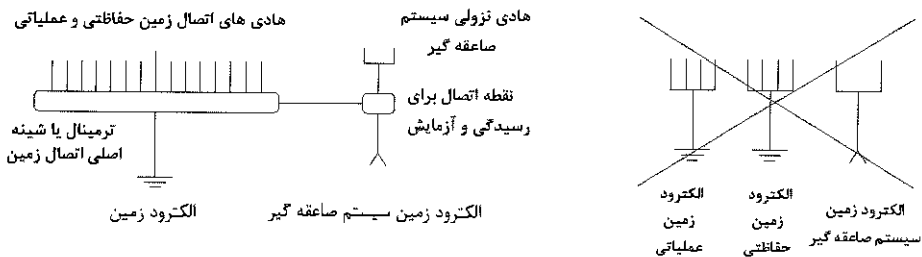 هادی های اتصال زمین حفاظتی و عملیاتی
هادی نزولی سیستم
صاعقه گیر
نقطه اتصال برای
رسیدگی و آزمایش
ترمینال یا شینه
اصلی اتصال زمین
الکترود زمین
الکترود زمین سیستم صاعقه گیر
الکترود
زمین
عملیاتی
الکترود
زمین
حفاظتی
الکترود زمین
سیستم صاعقه گیر